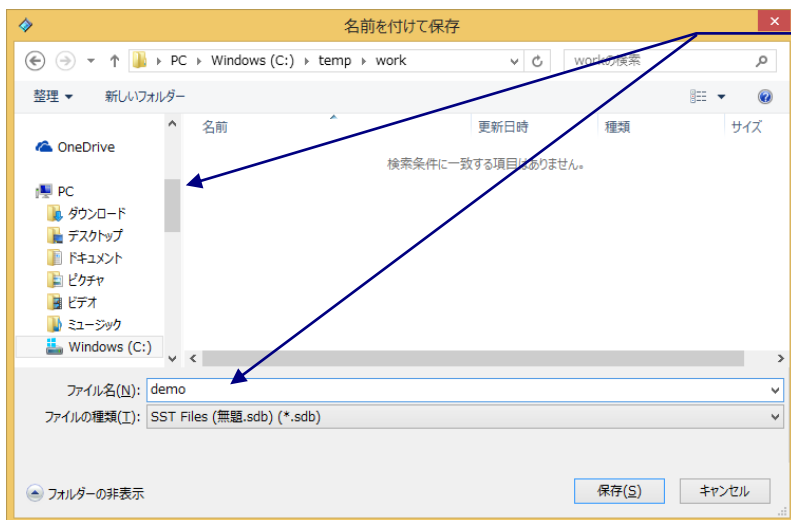 名前を付けて保存
PC Windows (C:) temp work workの検索
整理 新しいフォルダー
名前 更新日時 種類 サイズ
検索条件に一致する項目はありません。
OneDrive
PC
ダウンロード
デスクトップ
ドキュメント
ピクチャ
ビデオ
ミュージック
Windows (C:)
ファイル名(N): demo
ファイルの種類(T): SST Files (無題.sdb) (*.sdb)
フォルダーの非表示 保存(S) キャンセル